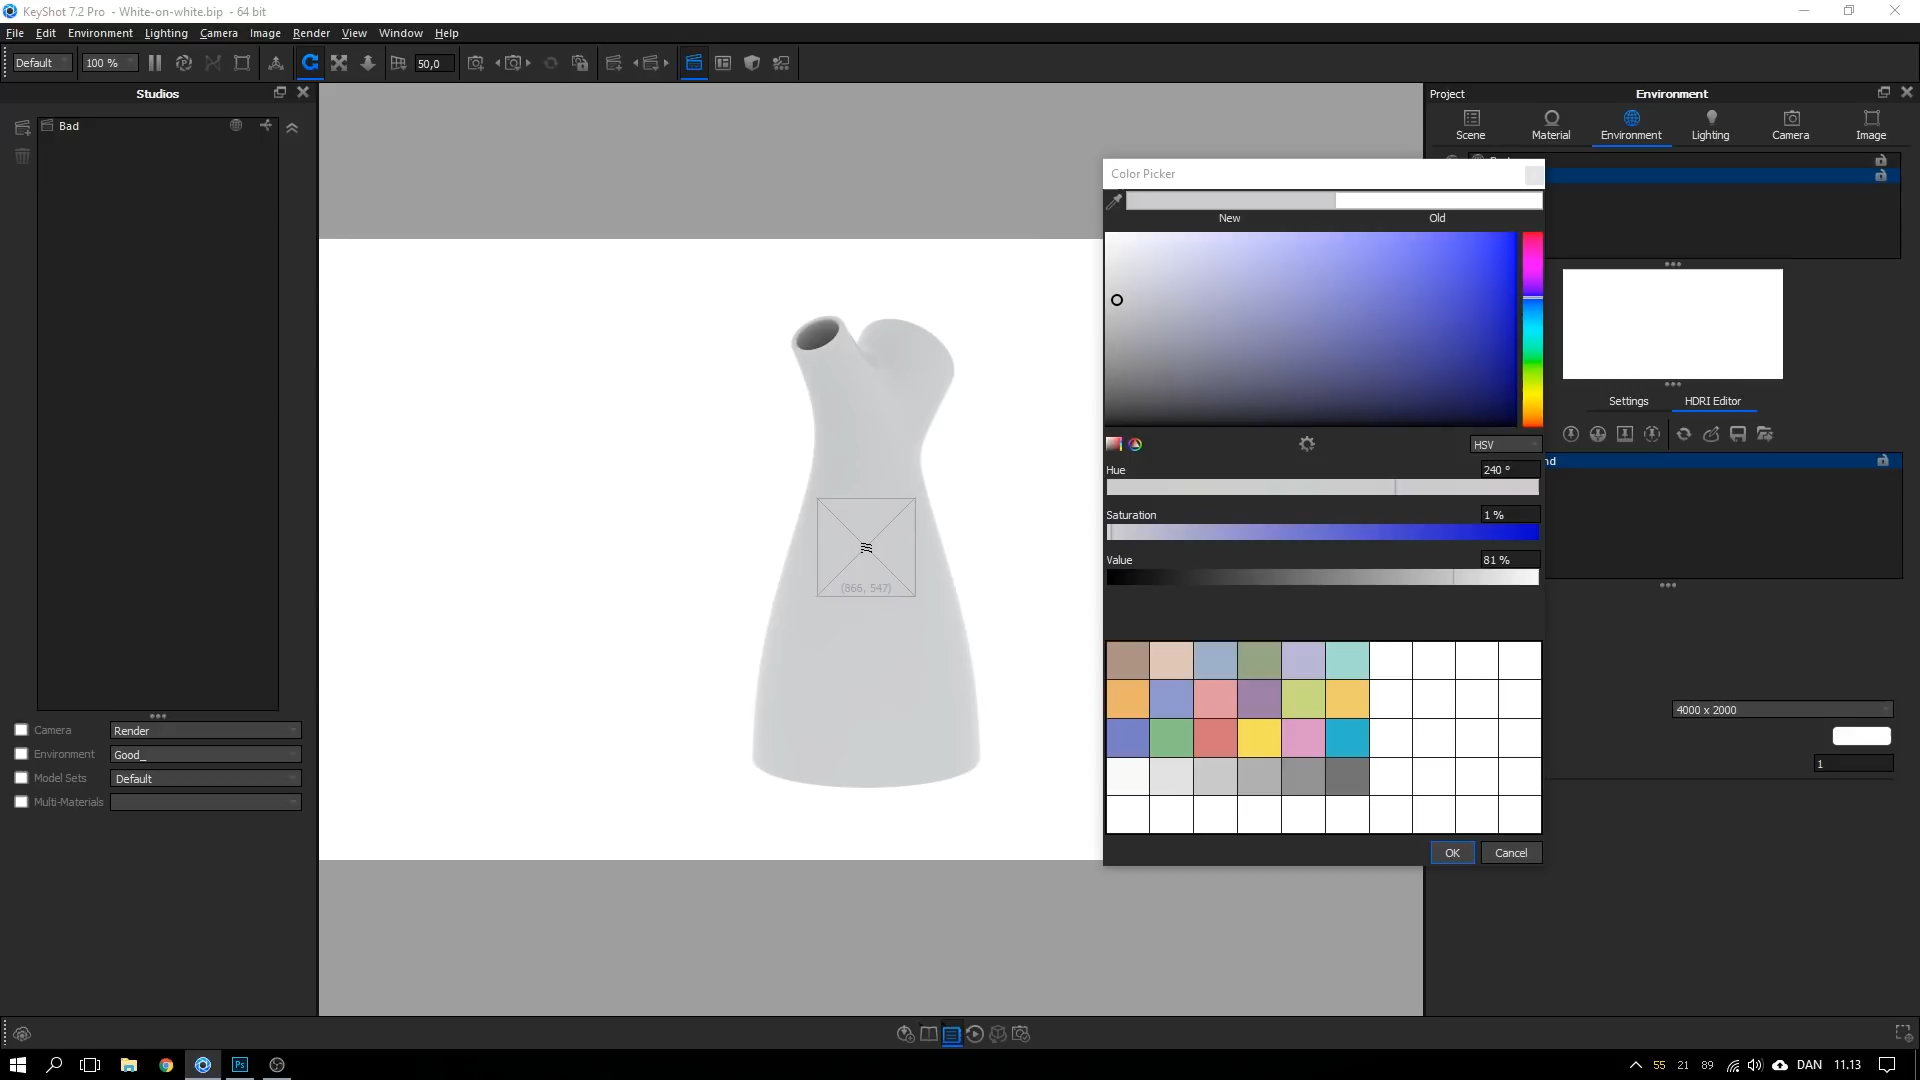 KeyShot 7.2 Pro - White-on-white.bip - 64 bit
File Edit Environment Lighting Camera Image Render View Window Help
Default 100 % 50,0
Studios
Project Environment
Scene Material Environment Lighting Camera Image
Bad
Color Picker
New Old
Settings HDRI Editor
HSV
nd
Hue 240 °
Saturation 1 %
Value 81 %
(866, 547)
4000 x 2000
1
Camera Render
Environment Good_
Model Sets Default
Multi-Materials
OK Cancel
Ps
55 21 89 DAN 11.13